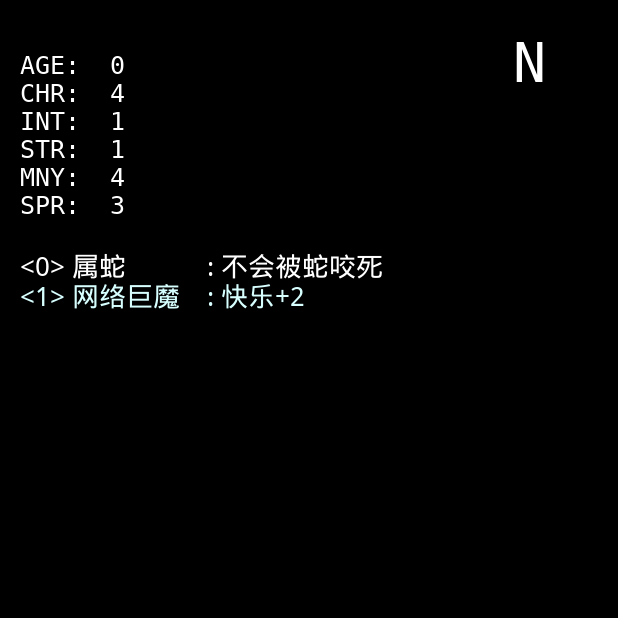 N
AGE: 0
CHR: 4
INT: 1
STR: 1
MNY: 4
SPR: 3
<0> 属蛇 : 不会被蛇咬死
<1> 网络巨魔 : 快乐+2